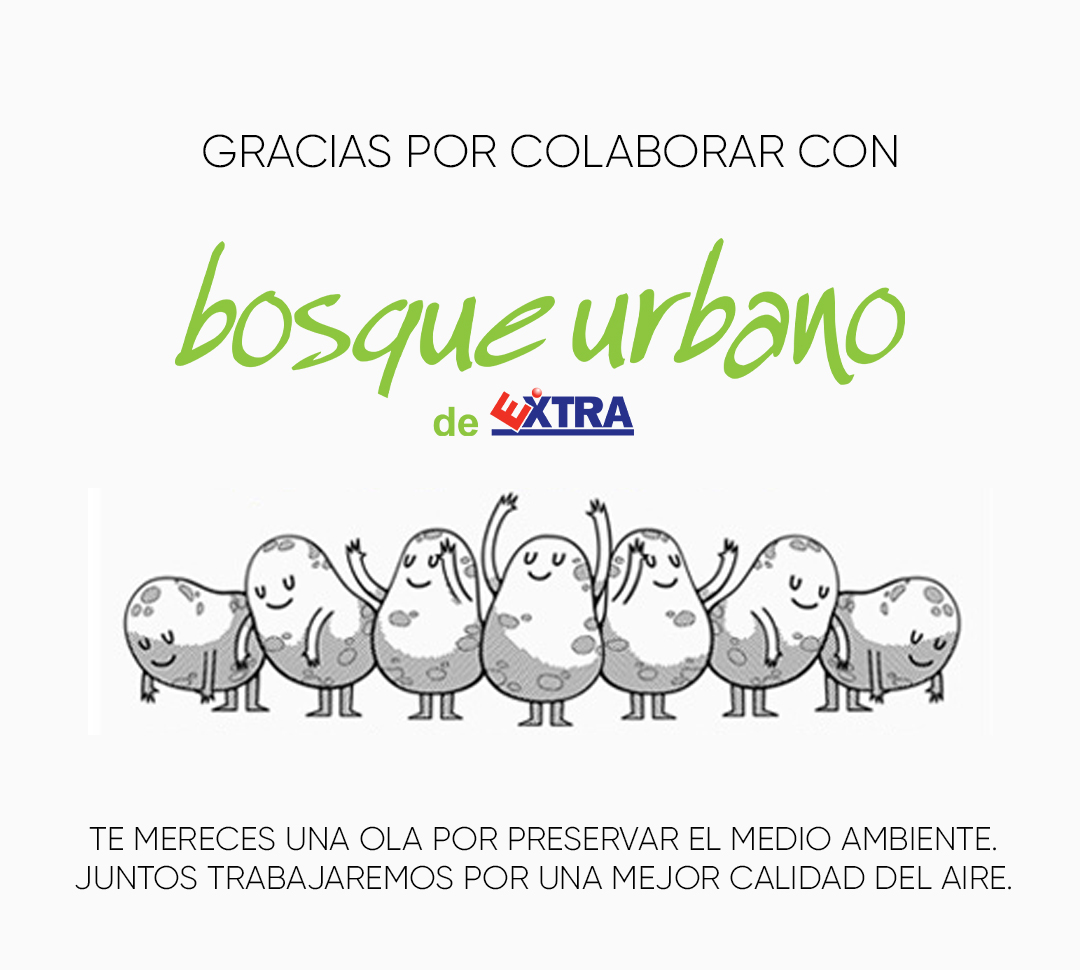 GRACIAS POR COLABORAR CON
bosque urbano
de EXTRA
TE MERECES UNA OLA POR PRESERVAR EL MEDIO AMBIENTE.
JUNTOS TRABAJAREMOS POR UNA MEJOR CALIDAD DEL AIRE.